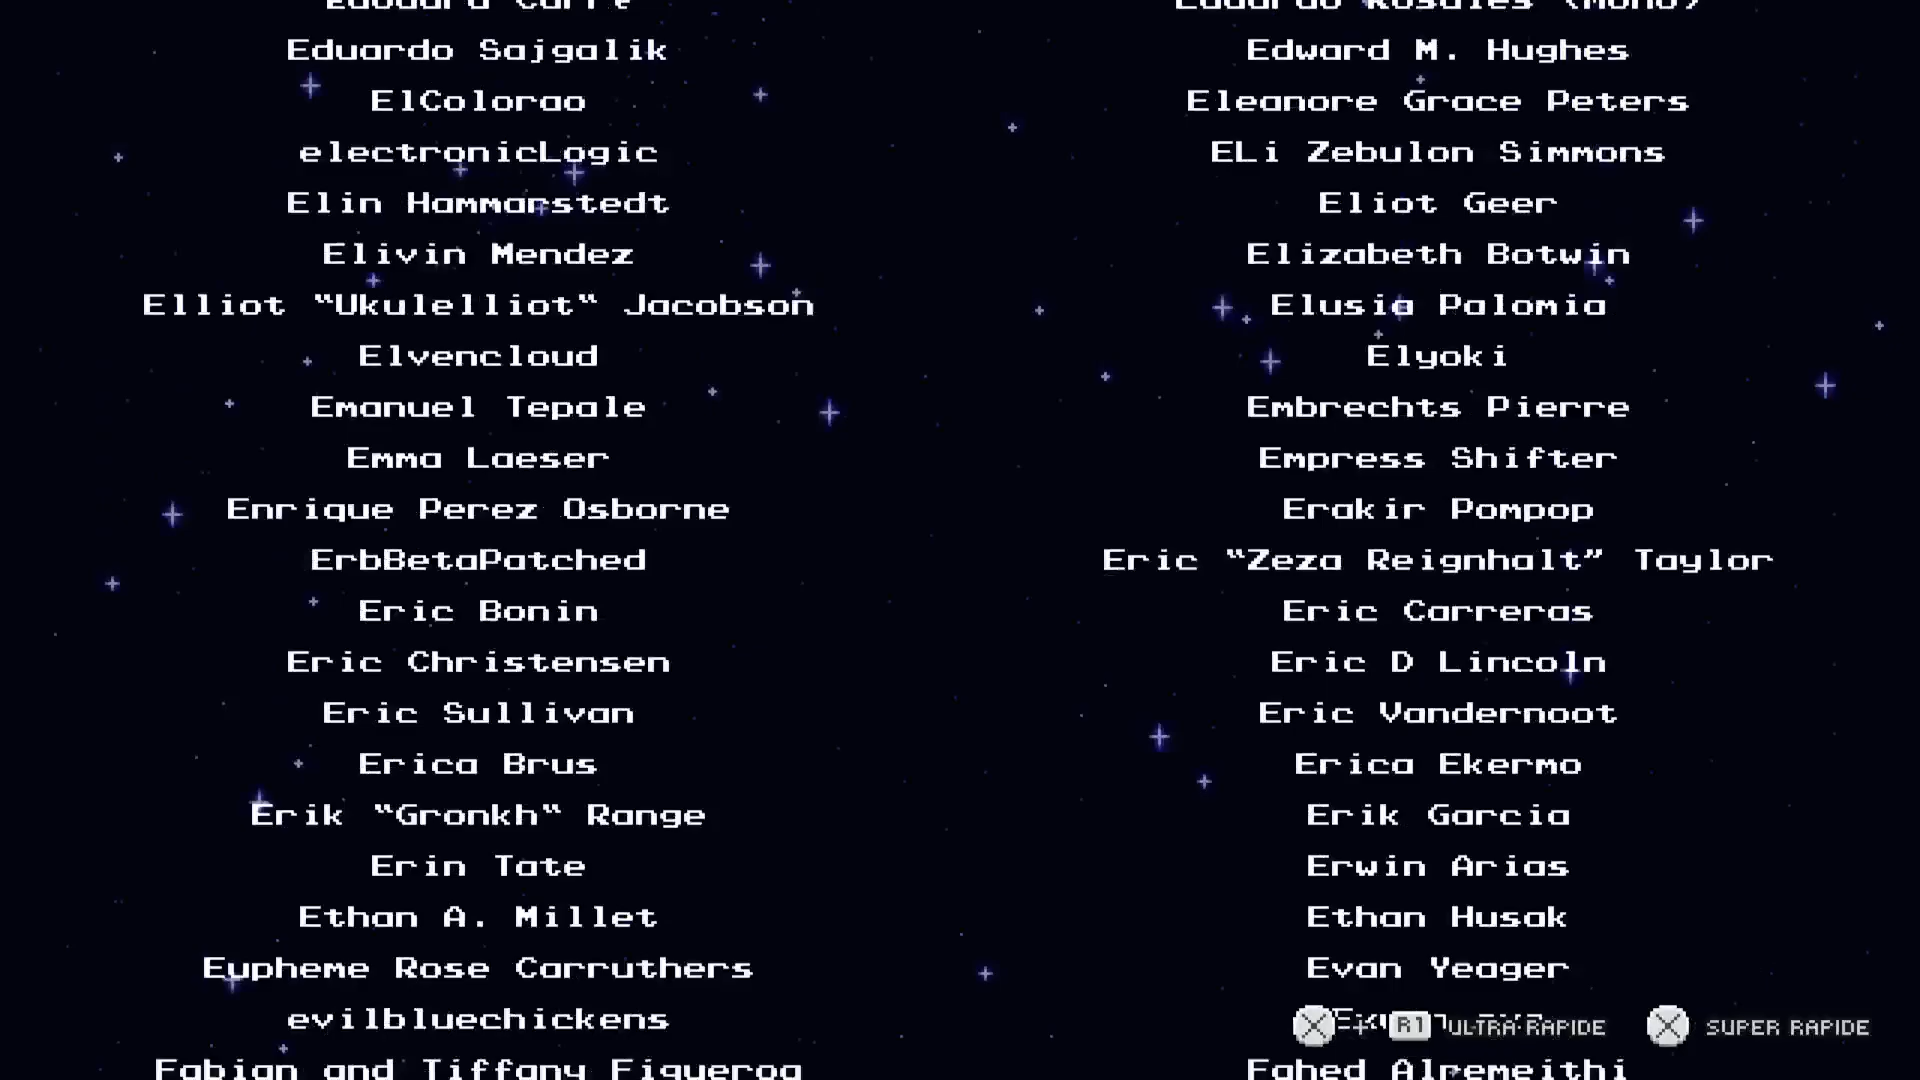 Eduardo Rosales (Mono)
Eduardo Sajgalik
Edward M. Hughes
ElColorao
Eleanore Grace Peters
electronicLogic
ELi Zebulon Simmons
Elin Hammarstedt
Eliot Geer
Elivin Mendez
Elizabeth Botwin
Elliot "Ukulelliot" Jacobson
Elusia Palomia
Elvencloud
Elyoki
Emanuel Tepale
Embrechts Pierre
Emma Laeser
Empress Shifter
Enrique Perez Osborne
Erakir Pompop
ErbBetaPatched
Eric "Zeza Reignhalt" Taylor
Eric Bonin
Eric Carreras
Eric Christensen
Eric D Lincoln
Eric Sullivan
Eric Vandernoot
Erica Brus
Erica Ekermo
Erik "Gronkh" Range
Erik Garcia
Erin Tate
Erwin Arias
Ethan A. Millet
Ethan Husak
Eupheme Rose Carruthers
Evan Yeager
evilbluechickens
+ R1 ULTRA RAPIDE
SUPER RAPIDE
Fabian and Tiffany Figueroa
Fahed Alremeithi